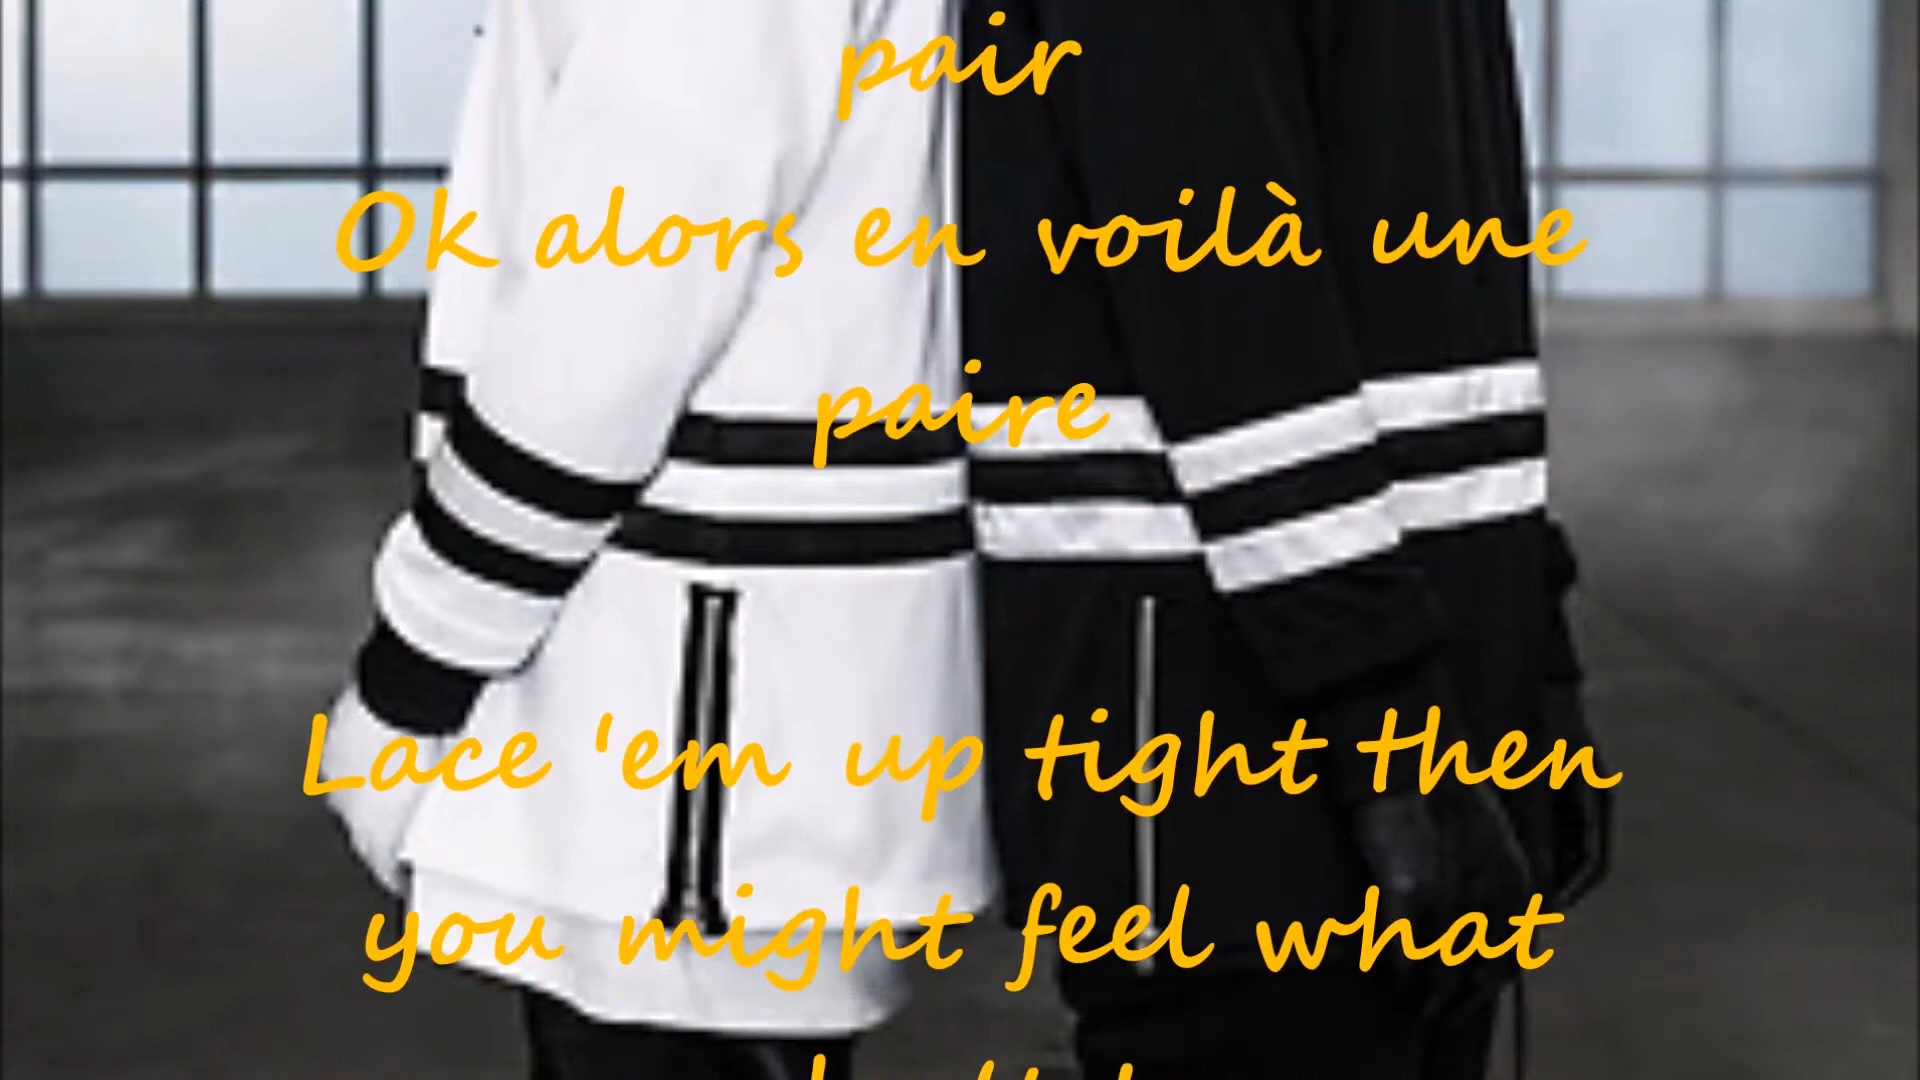 pair
Ok alors en voilà une
paire
Lace 'em up tight then
you might feel what